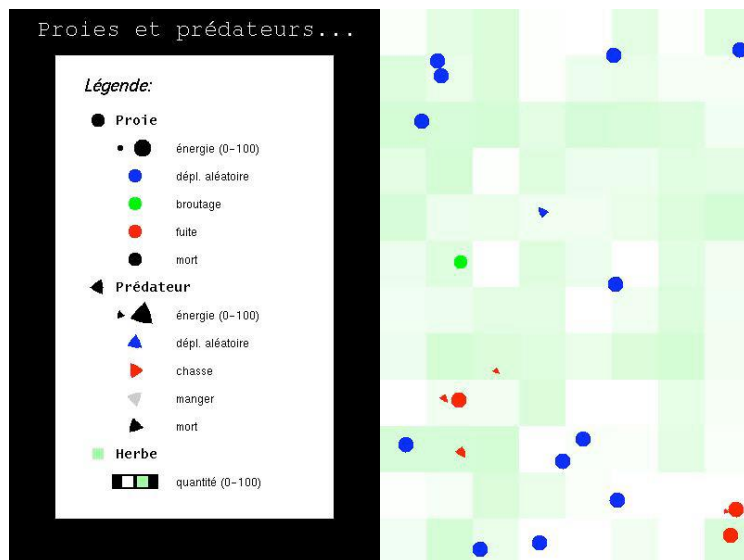 Proies et prédateurs...
Légende:
Proie
énergie (0-100)
dépl. aléatoire
broutage
fuite
mort
Prédateur
énergie (0-100)
dépl. aléatoire
chasse
manger
mort
Herbe
quantité (0-100)